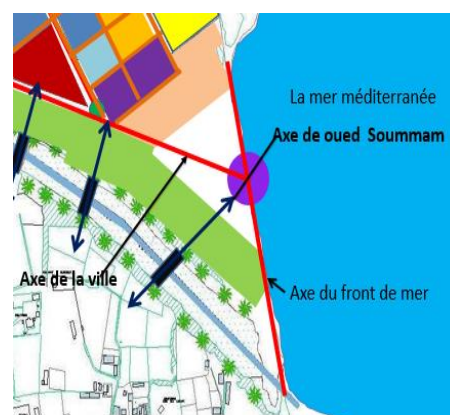 La mer méditerranée
Axe de oued Soummam
Axe de la ville
Axe du front de mer